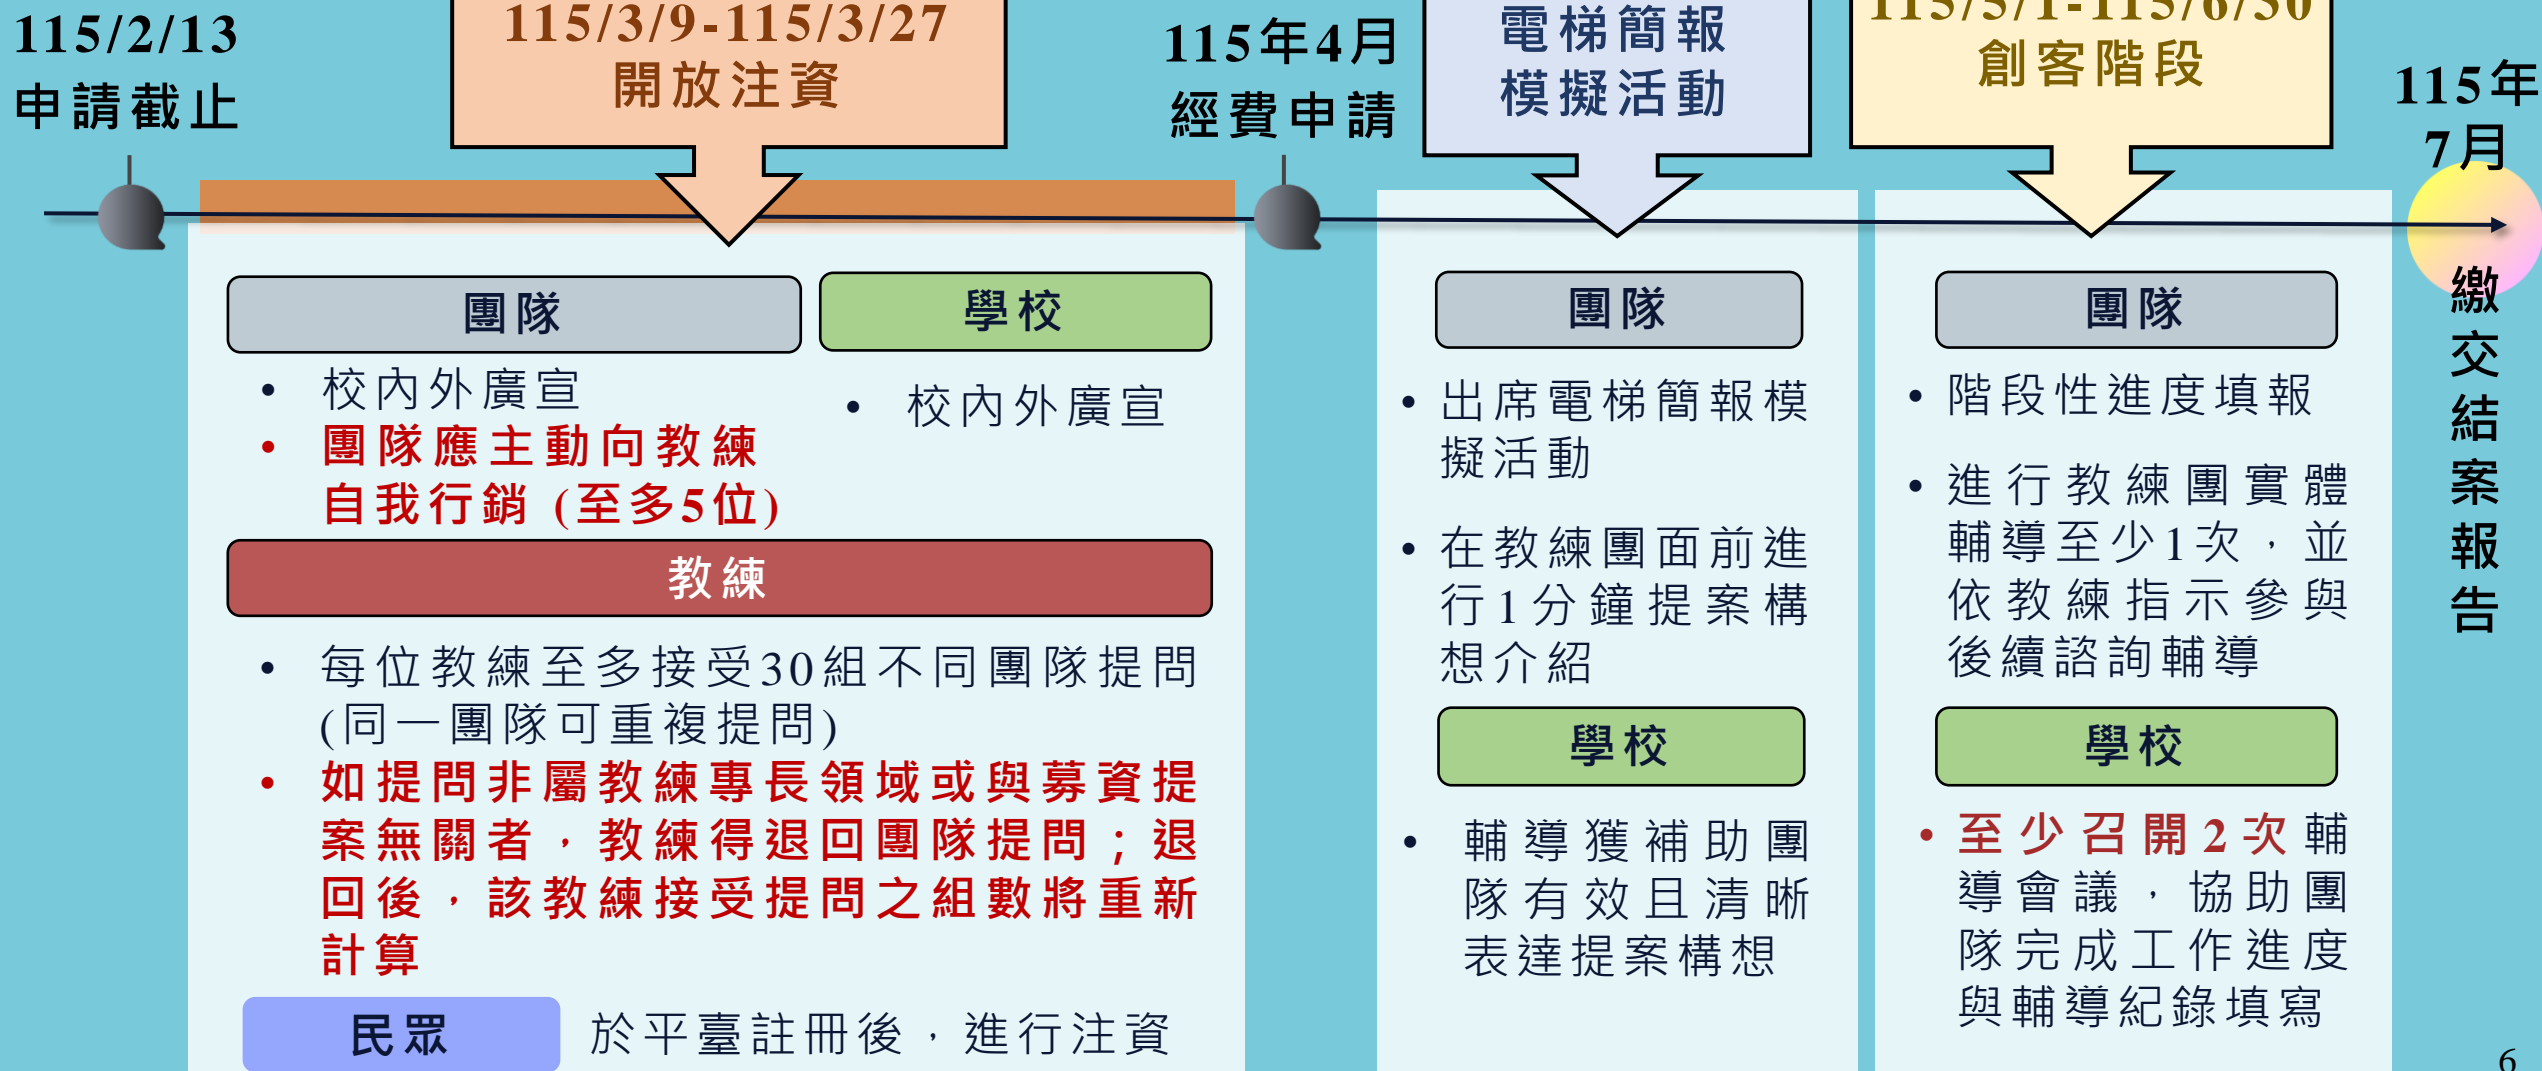 115/2/13
申請截止
115/3/9-115/3/27
開放注資
115年4月
經費申請
電梯簡報
模擬活動
115/5/1-115/6/30
創客階段
115年
7月
繳交結案報告
團隊
• 校內外廣宣
• 團隊應主動向教練
自我行銷 (至多5位)
學校
• 校內外廣宣
教練
• 每位教練至多接受30組不同團隊提問
(同一團隊可重複提問)
• 如提問非屬教練專長領域或與募資提
案無關者，教練得退回團隊提問；退
回後，該教練接受提問之組數將重新
計算
民眾
於平臺註冊後，進行注資
團隊
• 出席電梯簡報模
擬活動
• 在教練團面前進
行1分鐘提案構
想介紹
學校
• 輔導獲補助團
隊有效且清晰
表達提案構想
團隊
• 階段性進度填報
• 進行教練團實體
輔導至少1次，並
依教練指示參與
後續諮詢輔導
學校
• 至少召開2次輔
導會議，協助團
隊完成工作進度
與輔導紀錄填寫
6